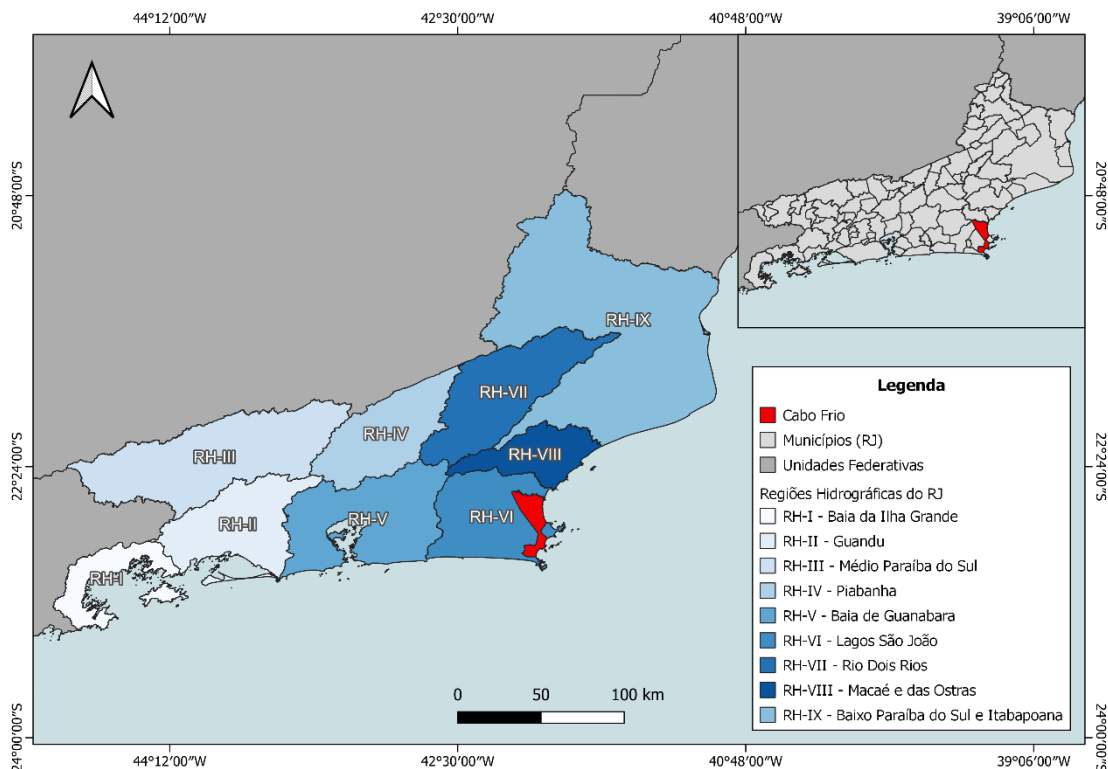 44°12'00"W
42°30'00"W
40°48'00"W
39°06'00"W
20°48'00"S
20°48'00"S
RH-IX
RH-VII
RH-IV
RH-III
RH-VIII
22°24'00"S
22°24'00"S
RH-II
RH-V
RH-VI
RH-I
Legenda
Cabo Frio
Municípios (RJ)
Unidades Federativas
Regiões Hidrográficas do RJ
RH-I - Baia da Ilha Grande
RH-II - Guandu
RH-III - Médio Paraíba do Sul
RH-IV - Piabanha
RH-V - Baia de Guanabara
RH-VI - Lagos São João
RH-VII - Rio Dois Rios
RH-VIII - Macaé e das Ostras
RH-IX - Baixo Paraíba do Sul e Itabapoana
0 50 100 km
24°00'00"S
24°00'00"S
44°12'00"W
42°30'00"W
40°48'00"W
39°06'00"W